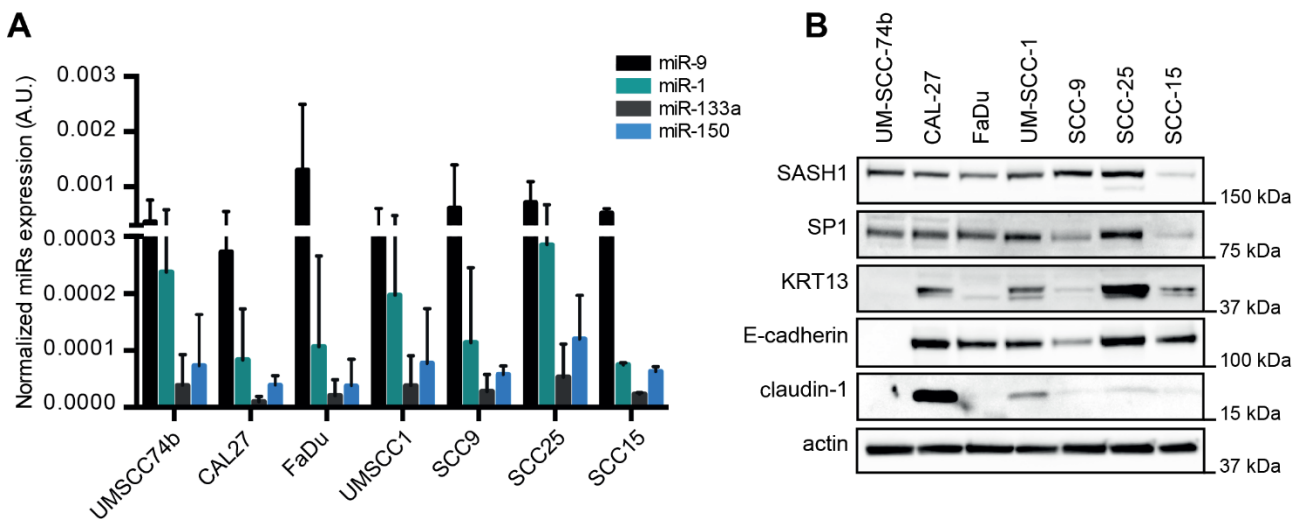 A
Normalized miRs expression (A.U.)
0.003
0.002
0.001
0.0003
0.0002
0.0001
0.0000
miR-9
miR-1
miR-133a
miR-150
UMSCC74b
CAL27
FaDu
UMSCC1
SCC9
SCC25
SCC15
B
UM-SCC-74b
CAL-27
FaDu
UM-SCC-1
SCC-9
SCC-25
SCC-15
SASH1
150 kDa
SP1
75 kDa
KRT13
37 kDa
E-cadherin
100 kDa
claudin-1
15 kDa
actin
37 kDa